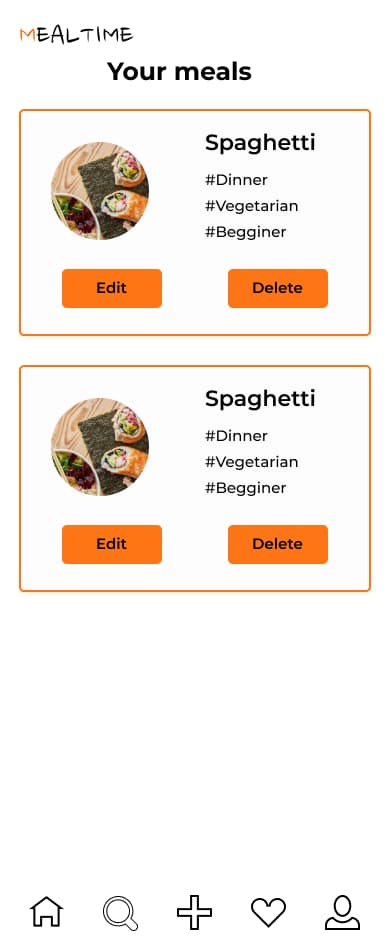 MEALTIME
Your meals
Spaghetti
#Dinner
#Vegetarian
#Begginer
Edit
Delete
Spaghetti
#Dinner
#Vegetarian
#Begginer
Edit
Delete